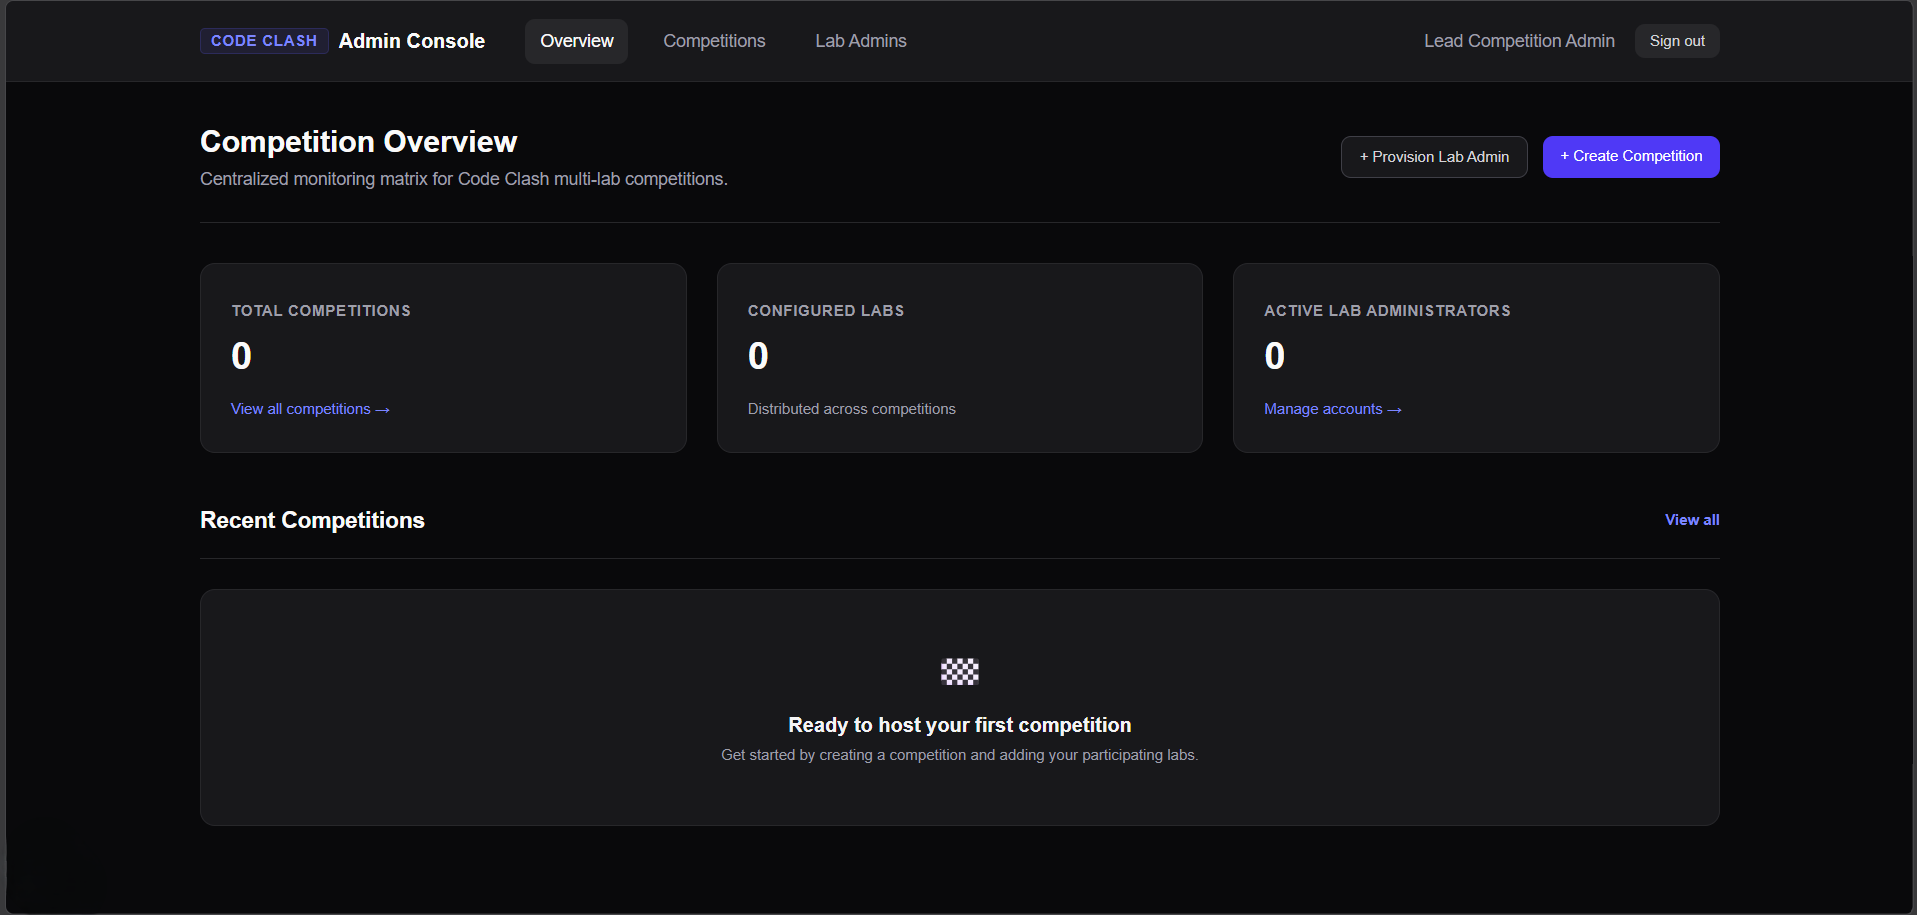 CODE CLASH Admin Console Overview Competitions Lab Admins Lead Competition Admin Sign out
Competition Overview
Centralized monitoring matrix for Code Clash multi-lab competitions.
+ Provision Lab Admin + Create Competition
TOTAL COMPETITIONS
0
View all competitions →
CONFIGURED LABS
0
Distributed across competitions
ACTIVE LAB ADMINISTRATORS
0
Manage accounts →
Recent Competitions View all
Ready to host your first competition
Get started by creating a competition and adding your participating labs.